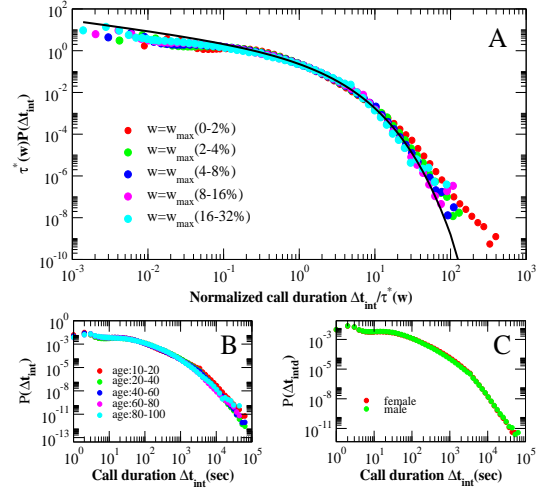 A
10^2
10^0
10^-2
10^-4
10^-6
10^-8
10^-10
τ*(w)P(Δt_int)
w=w_max(0-2%)
w=w_max(2-4%)
w=w_max(4-8%)
w=w_max(8-16%)
w=w_max(16-32%)
10^-3 10^-2 10^-1 10^0 10^1 10^2 10^3
Normalized call duration Δt_int/τ*(w)
B
10^0
10^-2
10^-5
10^-8
10^-11
10^-13
P(Δt_int)
age:10-20
age:20-40
age:40-60
age:60-80
age:80-100
10^0 10^1 10^2 10^3 10^4 10^5
Call duration Δt_int(sec)
C
10^0
10^-3
10^-5
10^-8
10^-11
P(Δt_intd)
female
male
10^0 10^1 10^2 10^3 10^4 10^5
Call duration Δt_int(sec)